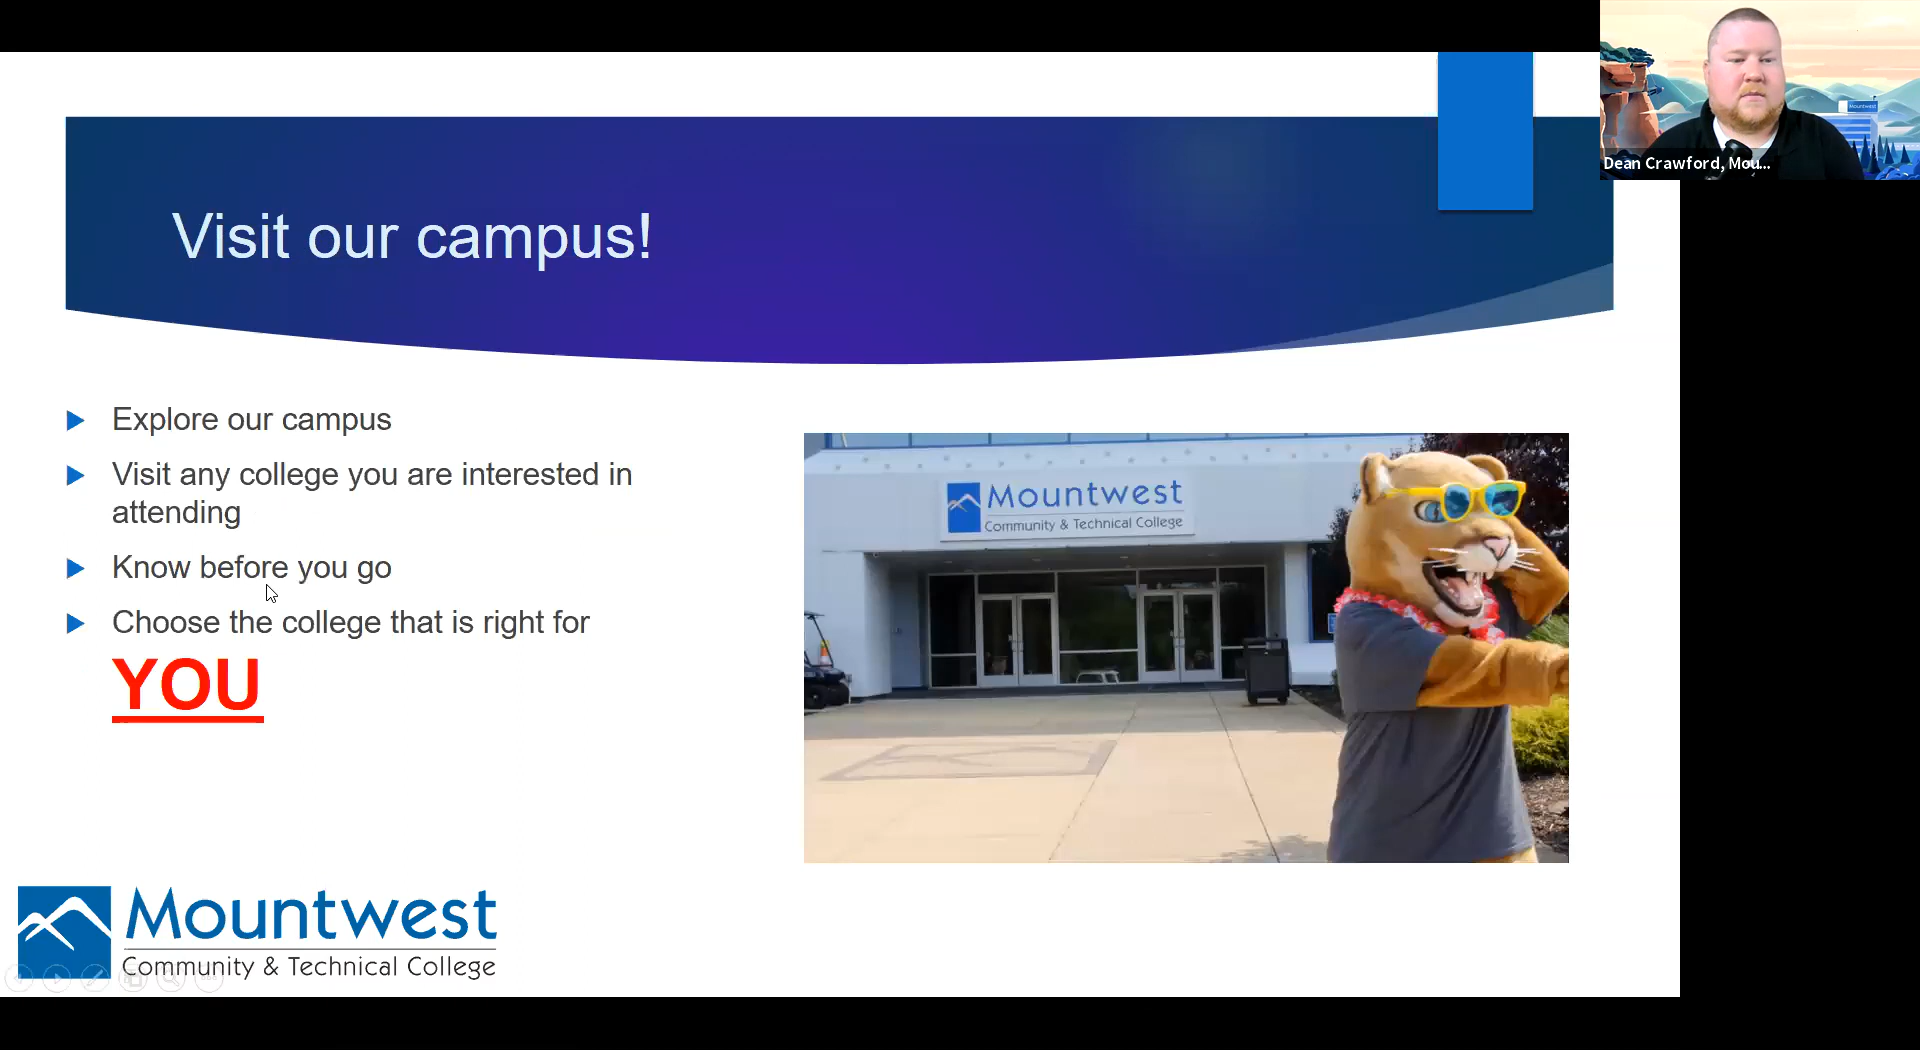 Visit our campus!
Explore our campus
Visit any college you are interested in
attending
Know before you go
Choose the college that is right for
YOU
Mountwest
Community & Technical College
Mountwest
Community & Technical College
Mountwest
Dean Crawford, Mou...